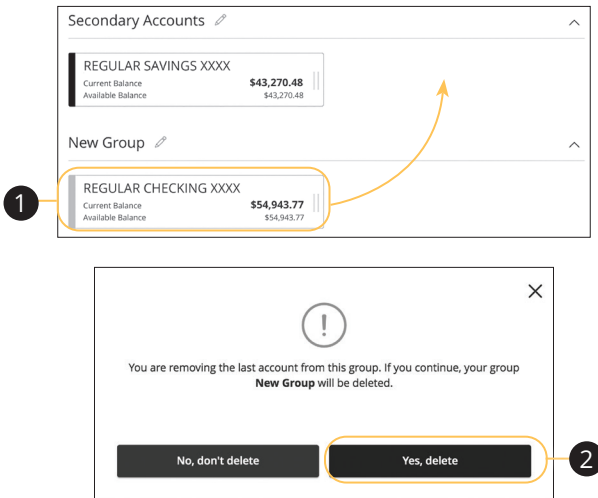 Secondary Accounts
REGULAR SAVINGS XXXX
Current Balance $43,270.48
Available Balance $43,270.48
New Group
1
REGULAR CHECKING XXXX
Current Balance $54,943.77
Available Balance $54,943.77
!
You are removing the last account from this group. If you continue, your group
New Group will be deleted.
No, don't delete Yes, delete 2